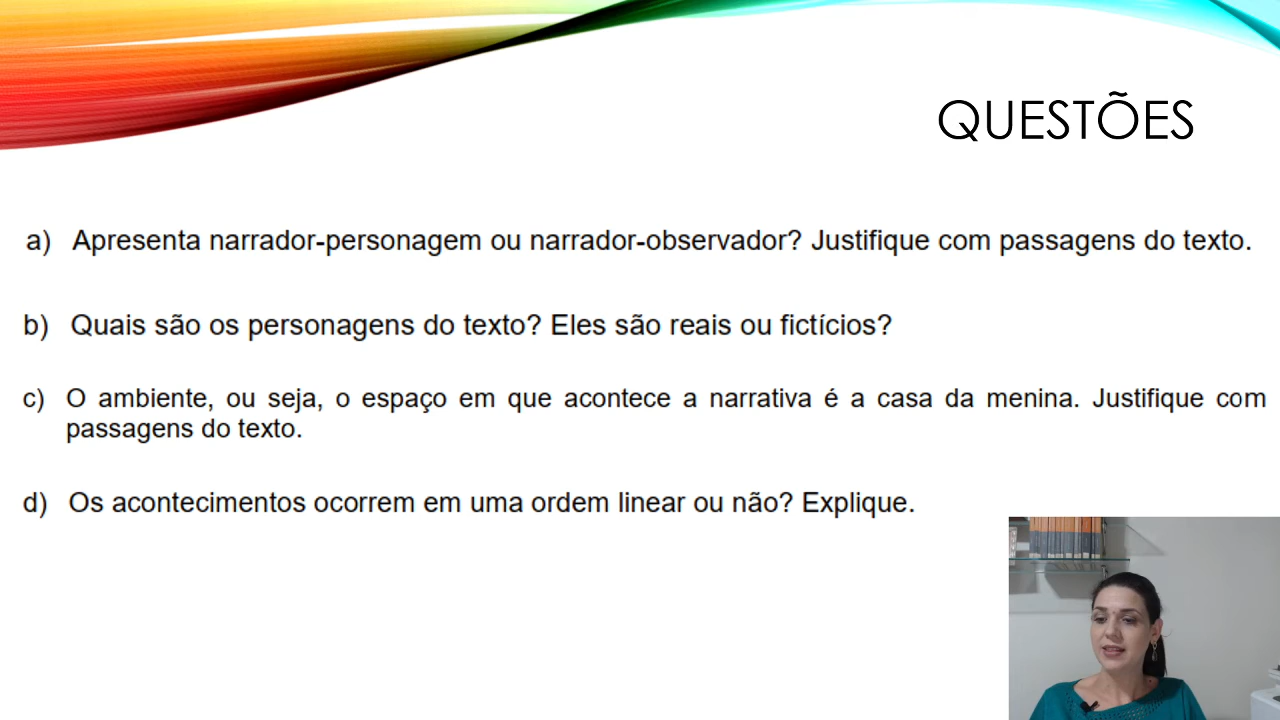 QUESTÕES
a) Apresenta narrador-personagem ou narrador-observador? Justifique com passagens do texto.
b) Quais são os personagens do texto? Eles são reais ou fictícios?
c) O ambiente, ou seja, o espaço em que acontece a narrativa é a casa da menina. Justifique com
passagens do texto.
d) Os acontecimentos ocorrem em uma ordem linear ou não? Explique.